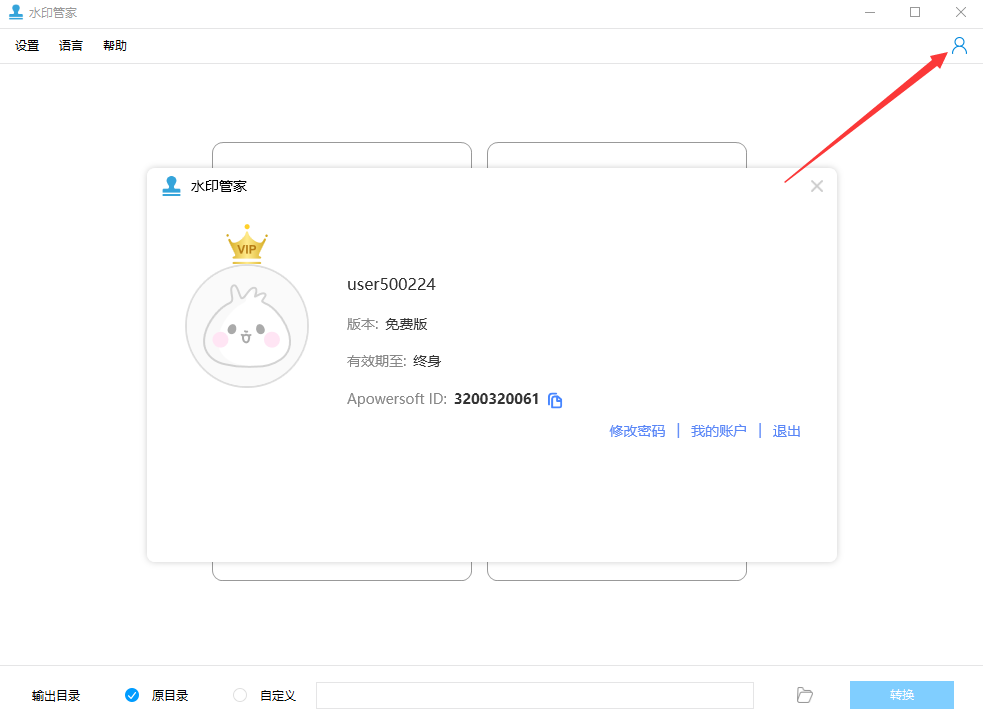 水印管家
设置 语言 帮助
水印管家
VIP
user500224
版本: 免费版
有效期至: 终身
Apowersoft ID: 3200320061
修改密码 | 我的账户 | 退出
输出目录 原目录 自定义 转换